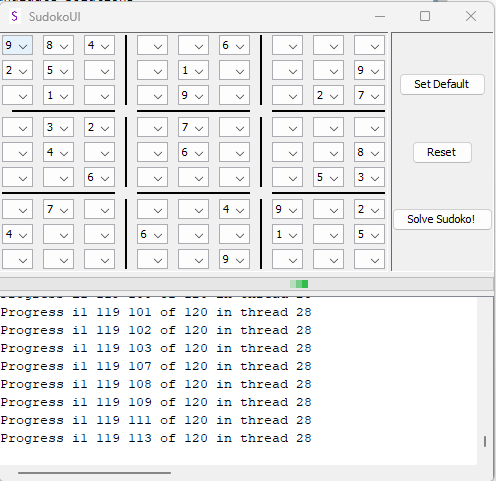 S SudokoUI
9 8 4 6
2 5 1 9
1 9 2 7
Set Default
3 2 7
4 6 8
6 5 3
Reset
7 4 9 2
4 6 1 5
9
Solve Sudoko!
Progress il 119 101 of 120 in thread 28
Progress il 119 102 of 120 in thread 28
Progress il 119 103 of 120 in thread 28
Progress il 119 107 of 120 in thread 28
Progress il 119 108 of 120 in thread 28
Progress il 119 109 of 120 in thread 28
Progress il 119 111 of 120 in thread 28
Progress il 119 113 of 120 in thread 28